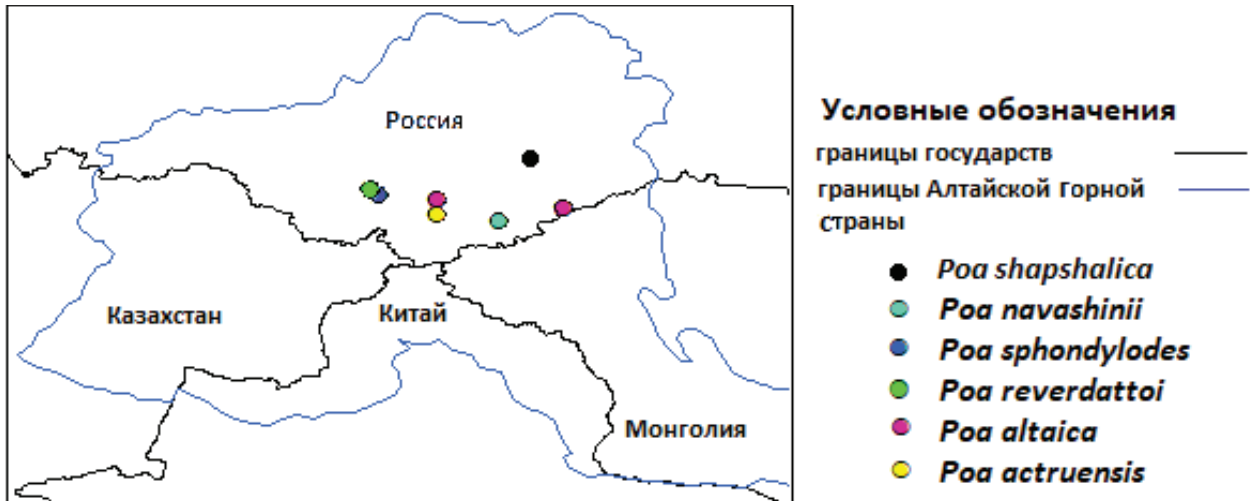 Россия
Казахстан
Китай
Монголия
Условные обозначения
границы государств
границы Алтайской Горной
страны
Poa shapshalica
Poa navashinii
Poa sphondylodes
Poa reverdattoi
Poa altaica
Poa actruensis